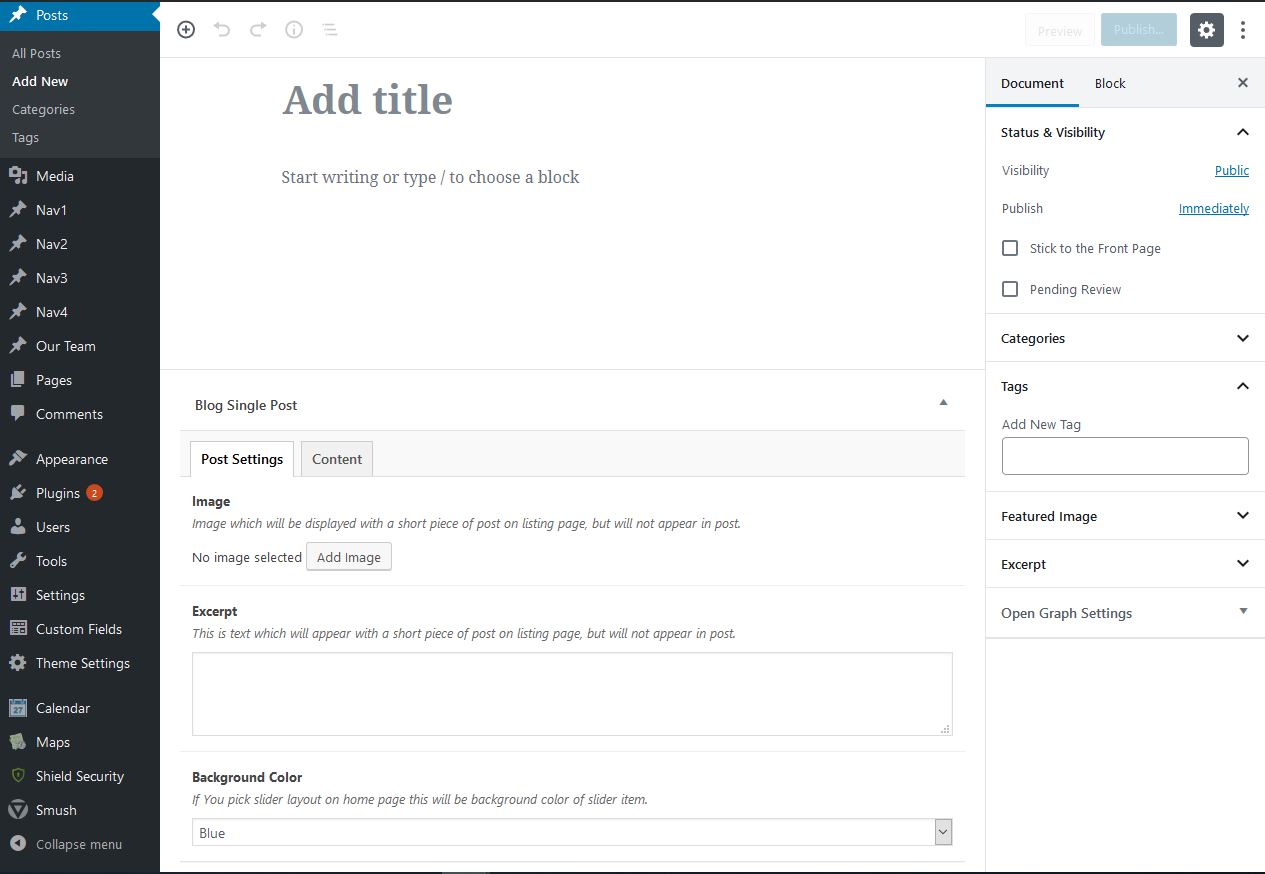 Posts
All Posts
Add New
Categories
Tags
Media
Nav1
Nav2
Nav3
Nav4
Our Team
Pages
Comments
Appearance
Plugins 2
Users
Tools
Settings
Custom Fields
Theme Settings
27 Calendar
Maps
Shield Security
Smush
Collapse menu
Preview
Publish...
Add title
Start writing or type / to choose a block
Blog Single Post
Post Settings Content
Image
Image which will be displayed with a short piece of post on listing page, but will not appear in post.
No image selected Add Image
Excerpt
This is text which will appear with a short piece of post on listing page, but will not appear in post.
Background Color
If You pick slider layout on home page this will be background color of slider item.
Blue
Document Block
Status & Visibility
Visibility Public
Publish Immediately
Stick to the Front Page
Pending Review
Categories
Tags
Add New Tag
Featured Image
Excerpt
Open Graph Settings